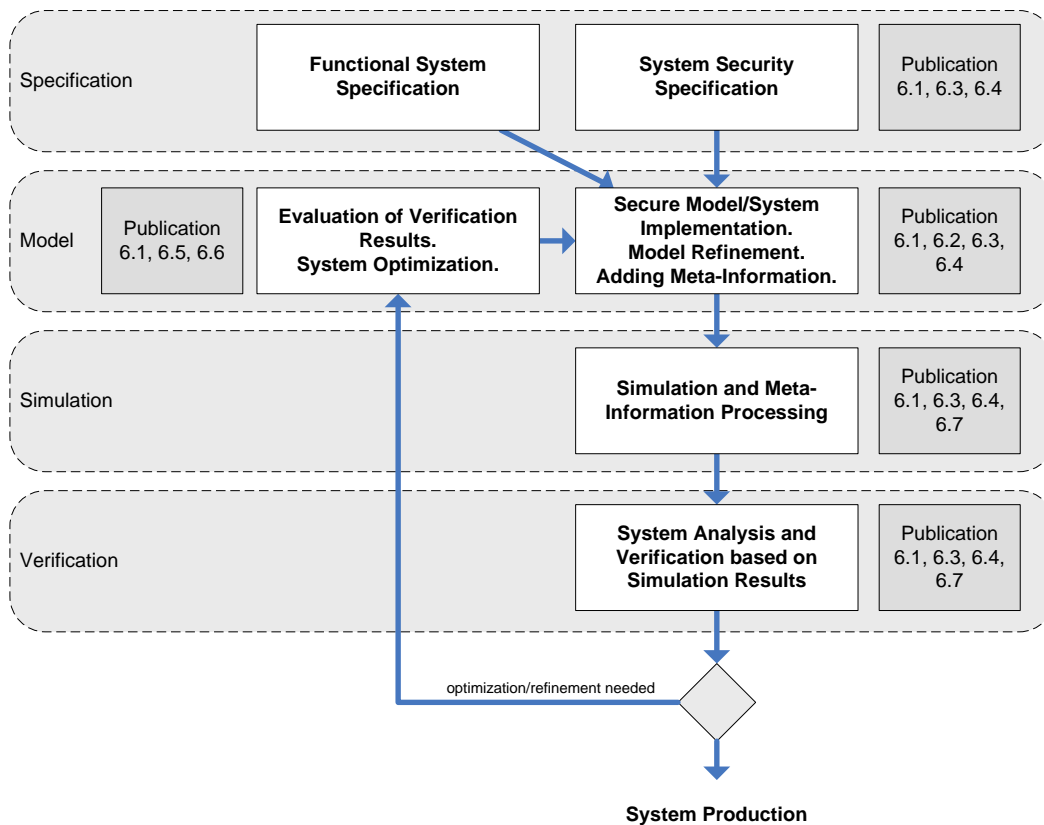 Specification
Functional System
Specification
System Security
Specification
Publication
6.1, 6.3, 6.4
Model
Publication
6.1, 6.5, 6.6
Evaluation of Verification
Results.
System Optimization.
Secure Model/System
Implementation.
Model Refinement.
Adding Meta-Information.
Publication
6.1, 6.2, 6.3,
6.4
Simulation
Simulation and Meta-
Information Processing
Publication
6.1, 6.3, 6.4,
6.7
Verification
System Analysis and
Verification based on
Simulation Results
Publication
6.1, 6.3, 6.4,
6.7
optimization/refinement needed
System Production